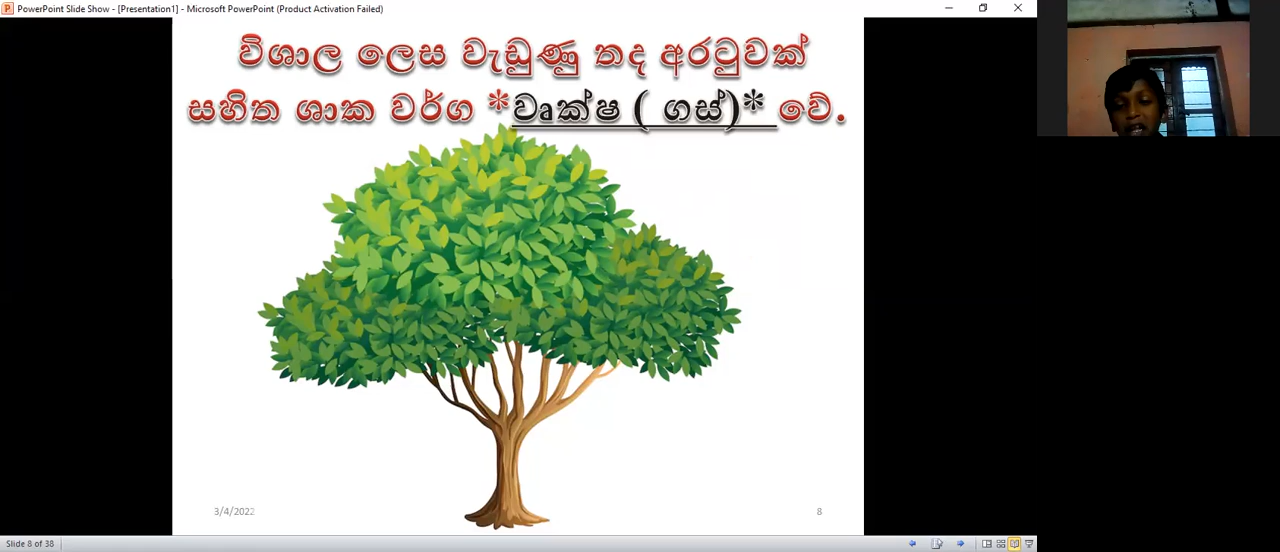 PowerPoint Slide Show - [Presentation1] - Microsoft PowerPoint (Product Activation Failed)
විශාල ලෙස වැඩුණු තද අරටුවක්
සහිත ශාක වර්ග *වෘක්ෂ ( ගස්)* වේ.
3/4/2022
8
Slide 8 of 38